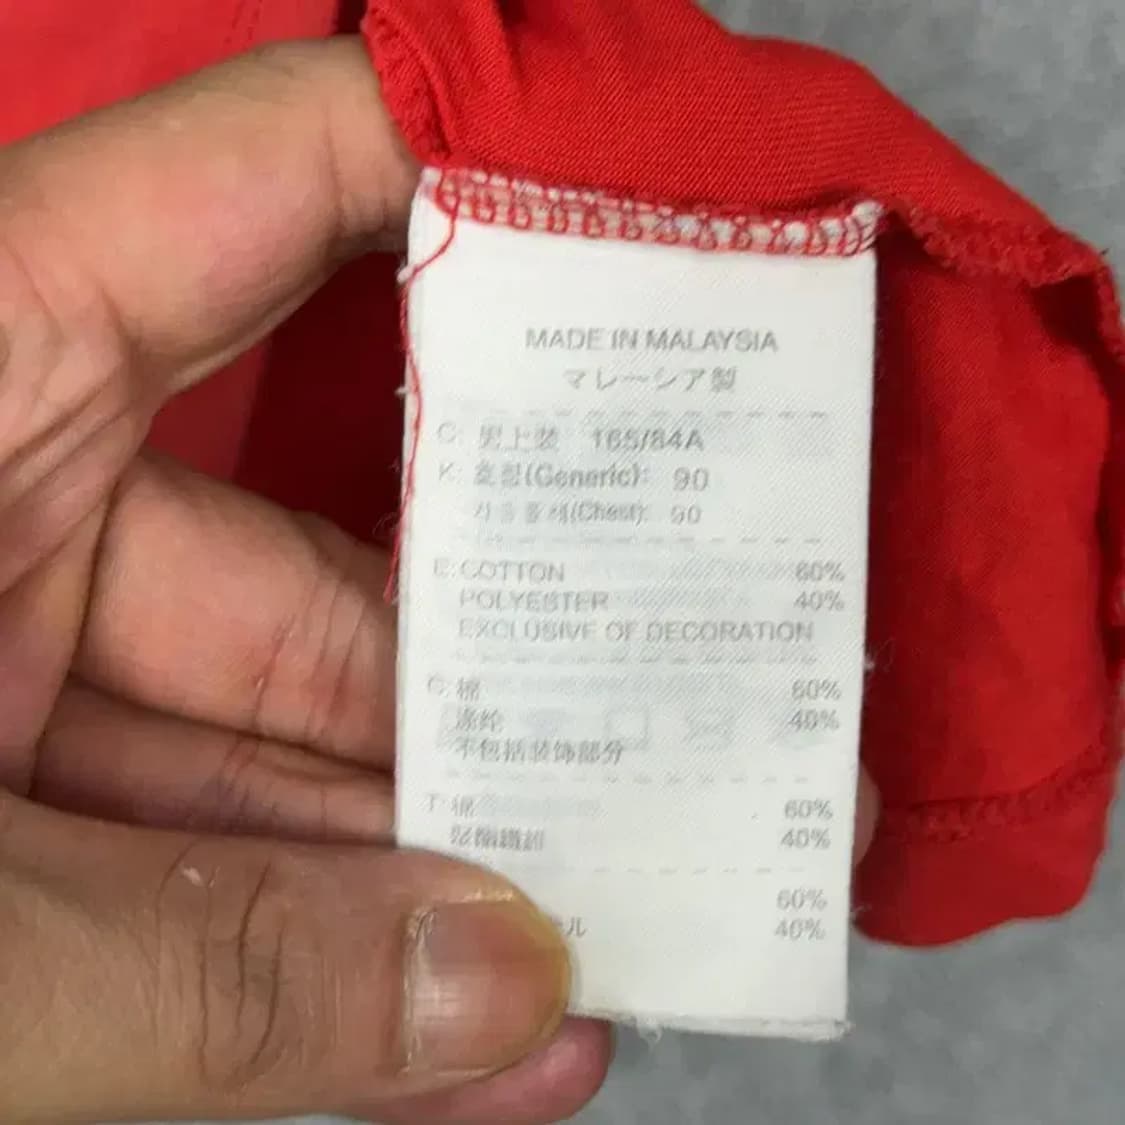 MADE IN MALAYSIA
マレーシア製
C: 男上装 165/84A
K: 호칭(Generic): 90
가슴둘레(Chest): 90
E: COTTON 60%
POLYESTER 40%
EXCLUSIVE OF DECORATION
C: 棉 60%
涤纶 40%
不包括装饰部分
T: 棉 60%
聚酯纖維 40%
60%
ル 40%